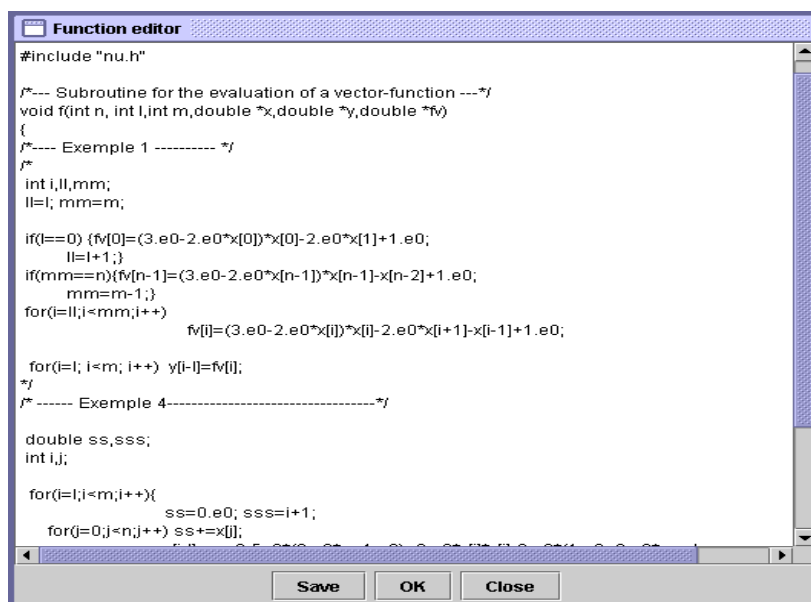 Function editor
#include "nu.h"
/*--- Subroutine for the evaluation of a vector-function ---*/
void f(int n, int l,int m,double *x,double *y,double *fv)
{
/*---- Exemple 1 ---------- */
/*
int i,ll,mm;
ll=l; mm=m;
if(l==0) {fv[0]=(3.e0-2.e0*x[0])*x[0]-2.e0*x[1]+1.e0;
ll=l+1;}
if(mm==n){fv[n-1]=(3.e0-2.e0*x[n-1])*x[n-1]-x[n-2]+1.e0;
mm=m-1;}
for(i=ll;i<mm;i++)
fv[i]=(3.e0-2.e0*x[i])*x[i]-2.e0*x[i+1]-x[i-1]+1.e0;
for(i=l; i<m; i++) y[i-l]=fv[i];
*/
/* ------ Exemple 4----------------------------------*/
double ss,sss;
int i,j;
for(i=l;i<m;i++){
ss=0.e0; sss=i+1;
for(j=0;j<n;j++) ss+=x[j];
Save OK Close